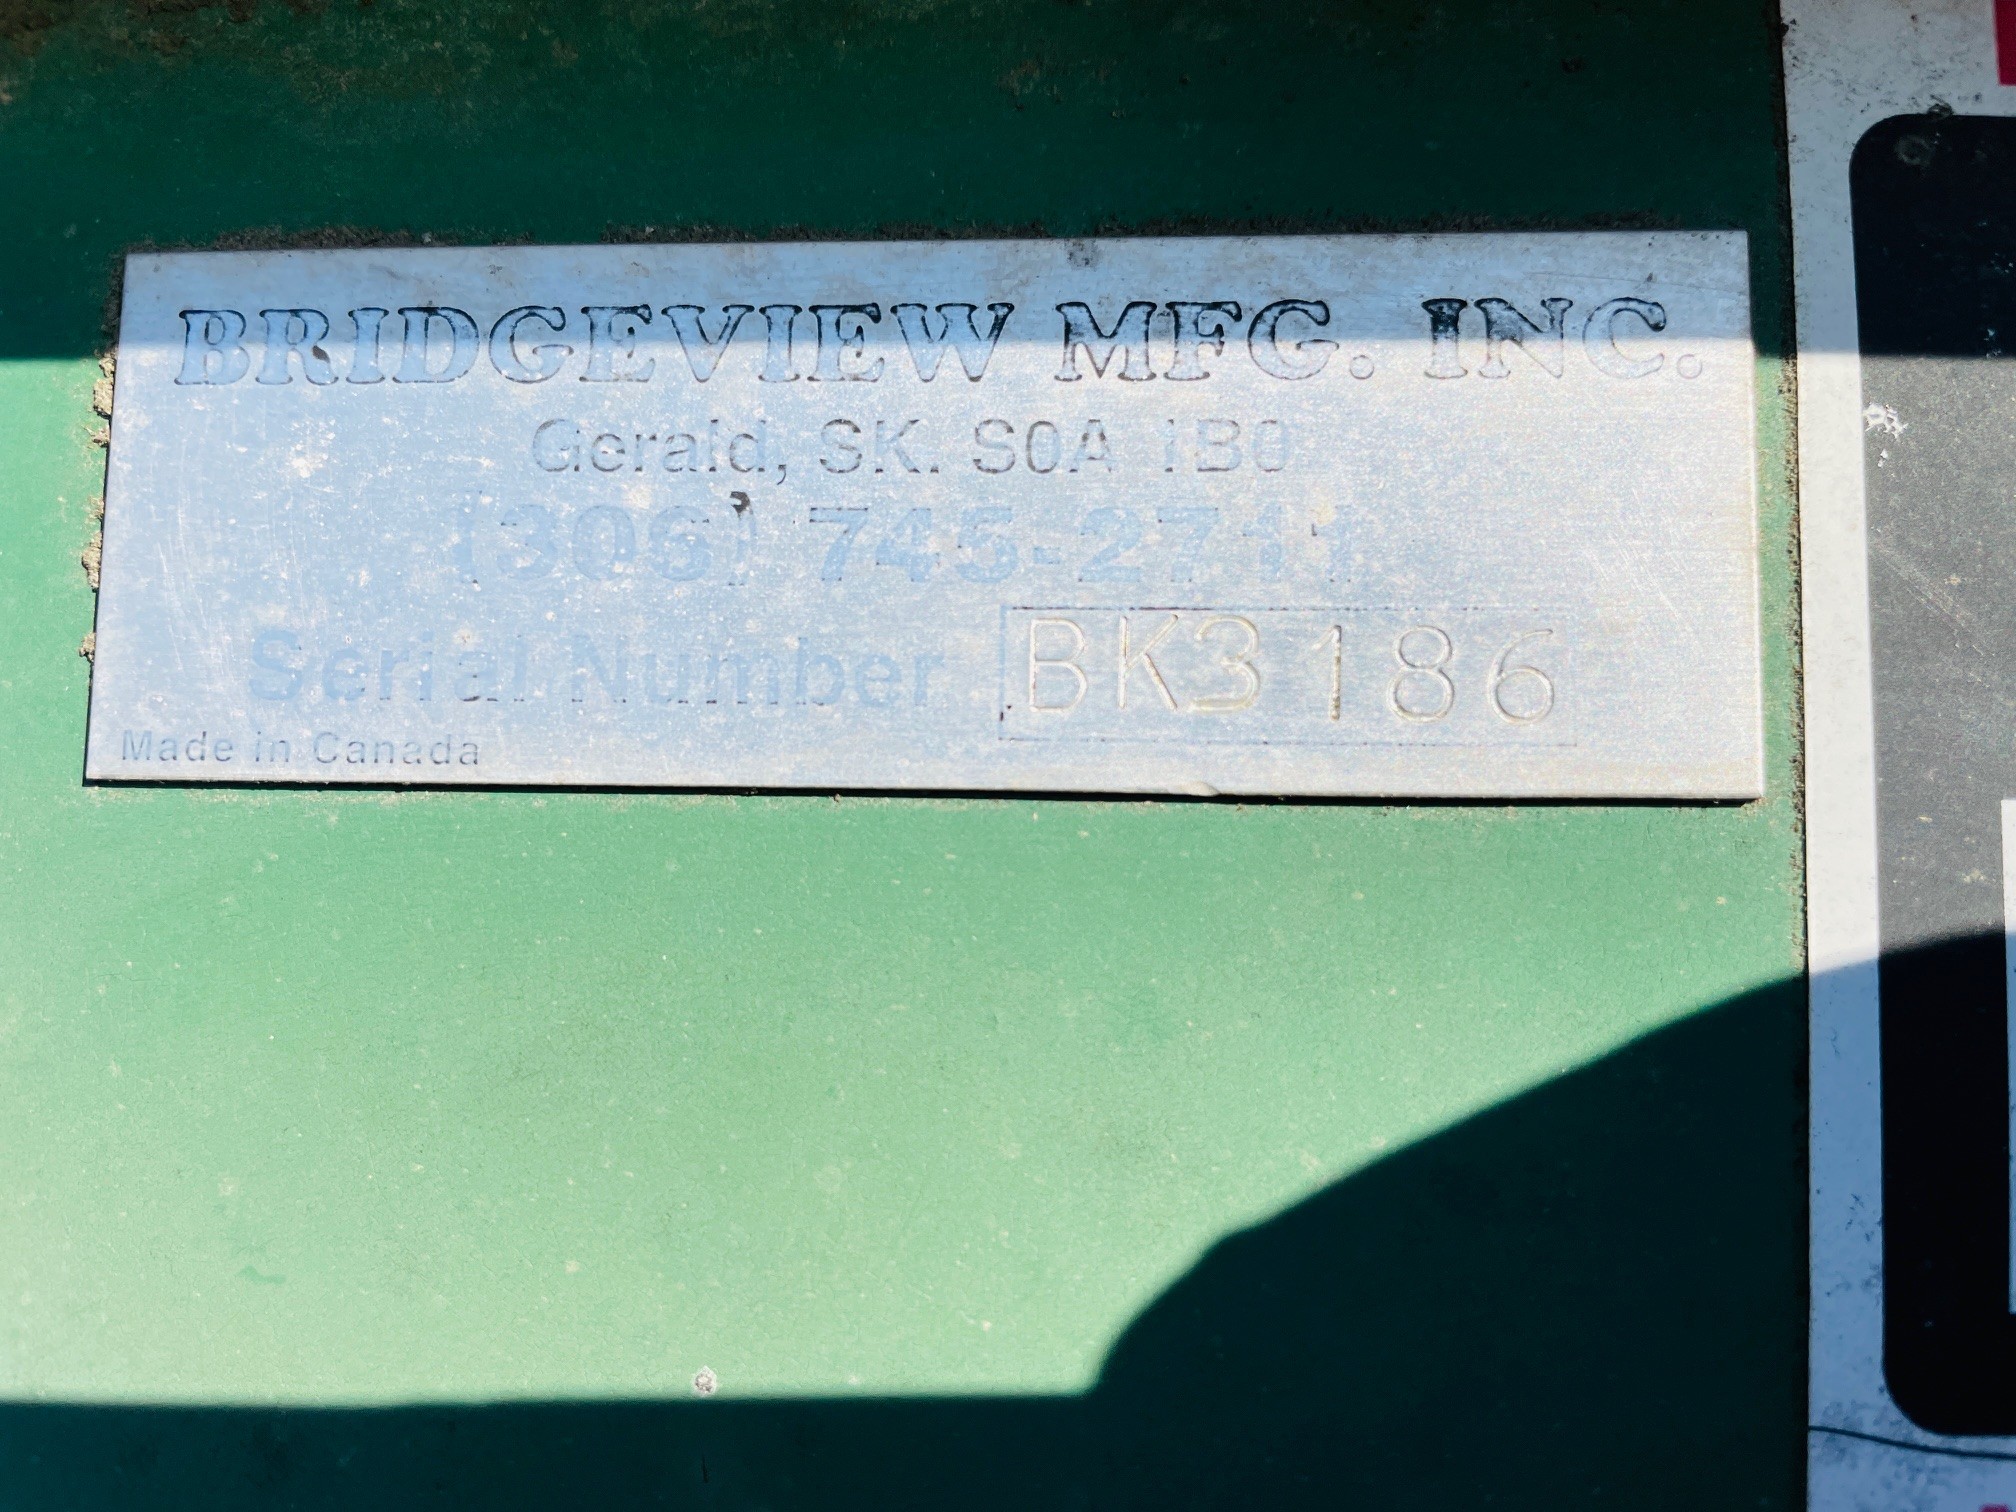 BRIDGEVIEW MFG. INC.
Gerald, SK. S0A 1B0
(306) 745-2711
Serial Number BK3186
Made in Canada